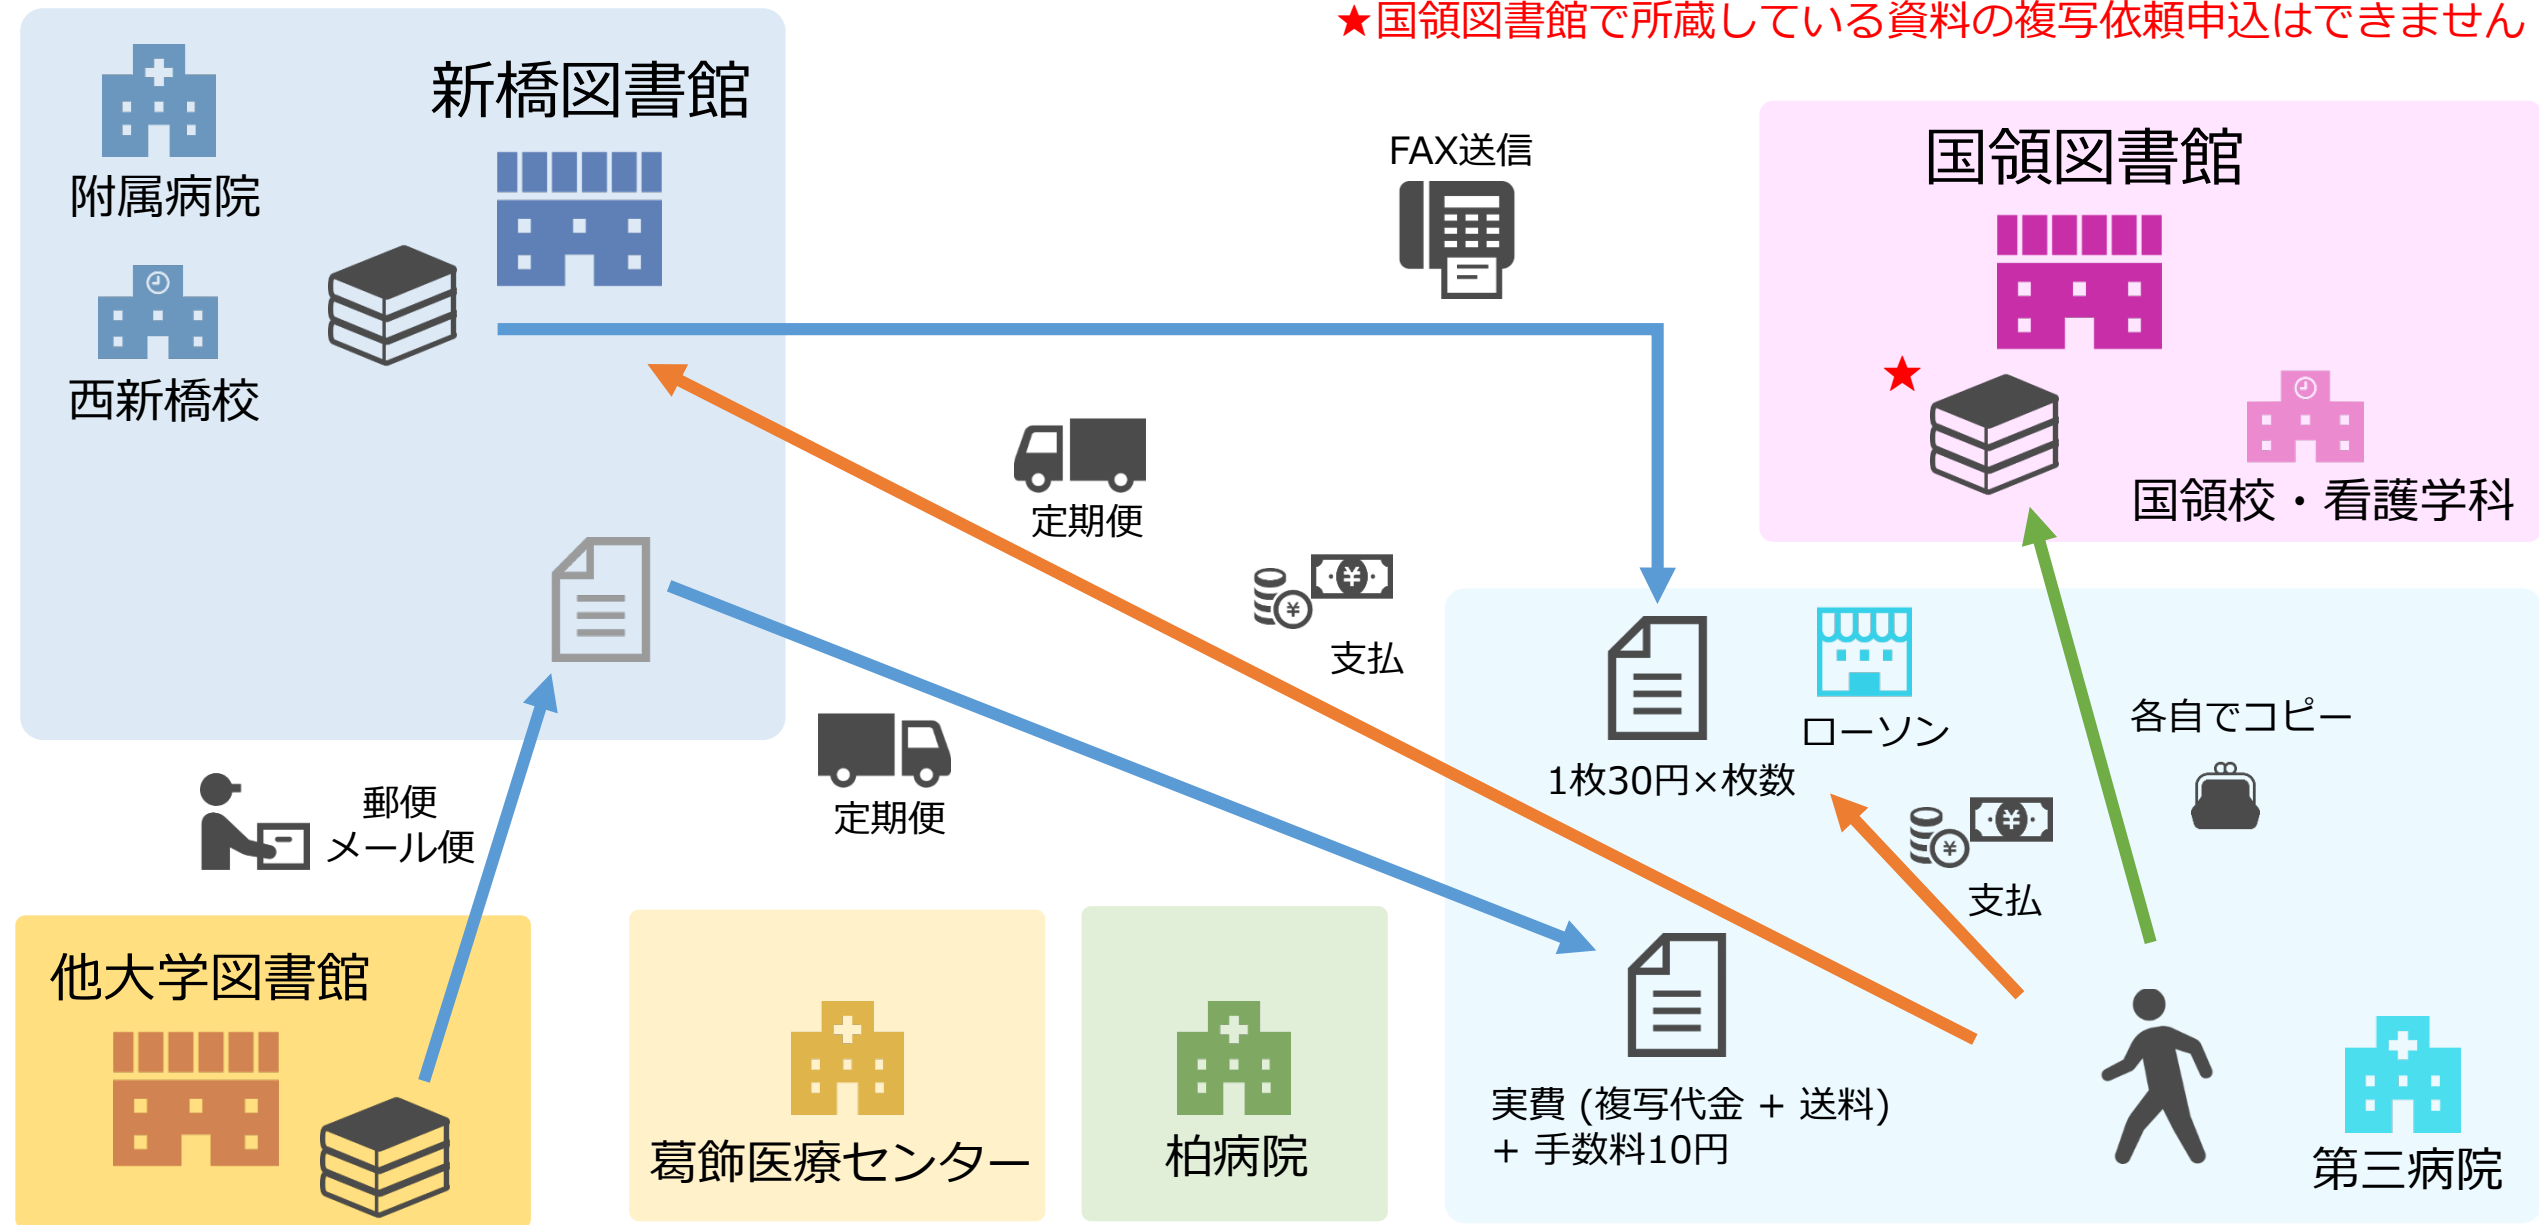 ★国領図書館で所蔵している資料の複写依頼申込はできません
新橋図書館
附属病院
西新橋校
FAX送信
国領図書館
★
国領校・看護学科
定期便
支払
ローソン
1枚30円×枚数
各自でコピー
支払
郵便
メール便
定期便
他大学図書館
葛飾医療センター
柏病院
実費 (複写代金 + 送料)
+ 手数料10円
第三病院